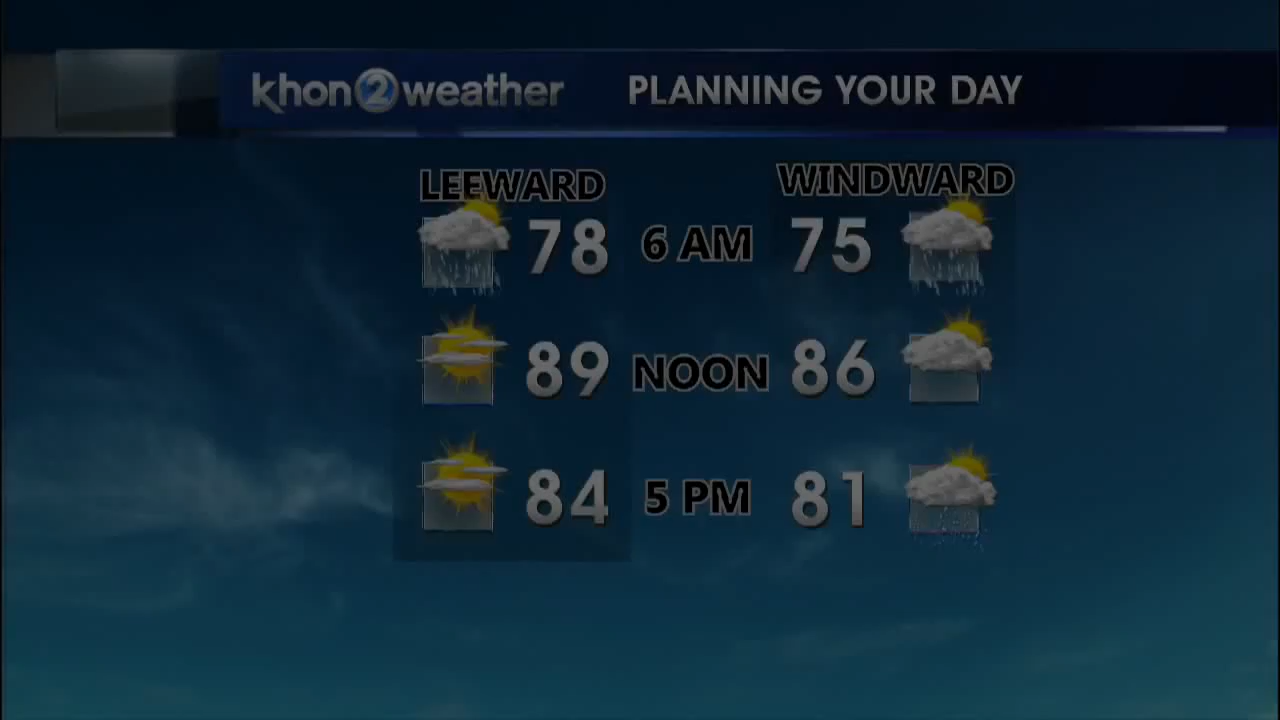 khon2weather PLANNING YOUR DAY
LEEWARD WINDWARD
78 6 AM 75
89 NOON 86
84 5 PM 81